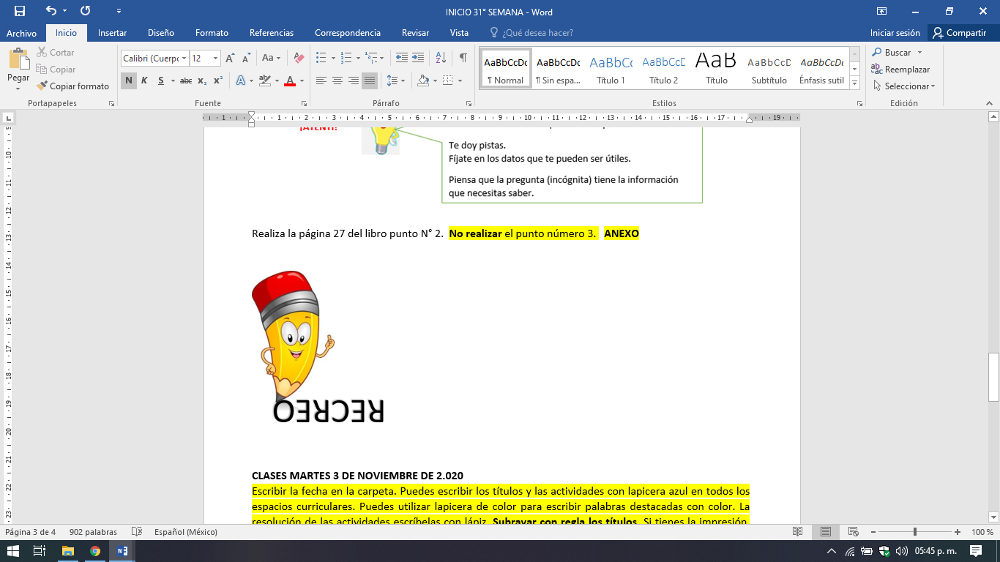 INICIO 31° SEMANA - Word
Archivo Inicio Insertar Diseño Formato Referencias Correspondencia Revisar Vista ¿Qué desea hacer? Iniciar sesión Compartir
Pegar
Cortar
Copiar
Copiar formato
Calibri (Cuerpo 12
N K S abc x₂ x²
AaBbCcDc AaBbCcDc AaBbCc AaBbCcD AaB AaBbCcD AaBbCcDc
¶ Normal ¶ Sin espa... Título 1 Título 2 Título Subtítulo Énfasis sutil
Buscar
Reemplazar
Seleccionar
Portapapeles Fuente Párrafo Estilos Edición
¡ATENTI!
Te doy pistas.
Fíjate en los datos que te pueden ser útiles.
Piensa que la pregunta (incógnita) tiene la información
que necesitas saber.
Realiza la página 27 del libro punto N° 2. No realizar el punto número 3. ANEXO
RECREO
CLASES MARTES 3 DE NOVIEMBRE DE 2.020
Escribir la fecha en la carpeta. Puedes escribir los títulos y las actividades con lapicera azul en todos los
espacios curriculares. Puedes utilizar lapicera de color para escribir palabras destacadas con color. La
resolución de las actividades escríbelas con lápiz. Subrayar con regla los títulos. Si tienes la impresión,
Página 3 de 4 902 palabras Español (México) 100 %
05:45 p. m.